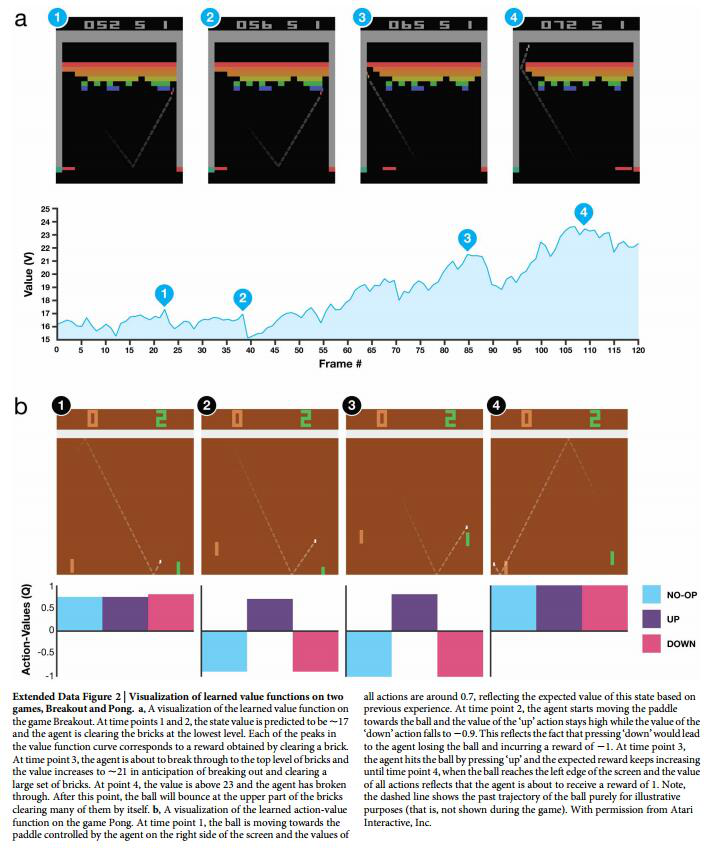 a
1 2 3 4
052 5 1 056 5 1 065 5 1 072 5 1
Value (V)
25
24
23
22
21
20
19
18
17
16
15
1 2 3 4
0 5 10 15 20 25 30 35 40 45 50 55 60 65 70 75 80 85 90 95 100 105 110 115 120
Frame #
b
1 2 3 4
0 2 0 2 0 2 0 2
Action-Values (Q)
1
0.5
0
-0.5
-1
NO-OP
UP
DOWN
Extended Data Figure 2 | Visualization of learned value functions on two
games, Breakout and Pong. a, A visualization of the learned value function on
the game Breakout. At time points 1 and 2, the state value is predicted to be ~17
and the agent is clearing the bricks at the lowest level. Each of the peaks in
the value function curve corresponds to a reward obtained by clearing a brick.
At time point 3, the agent is about to break through to the top level of bricks and
the value increases to ~21 in anticipation of breaking out and clearing a
large set of bricks. At point 4, the value is above 23 and the agent has broken
through. After this point, the ball will bounce at the upper part of the bricks
clearing many of them by itself. b, A visualization of the learned action-value
function on the game Pong. At time point 1, the ball is moving towards the
paddle controlled by the agent on the right side of the screen and the values of
all actions are around 0.7, reflecting the expected value of this state based on
previous experience. At time point 2, the agent starts moving the paddle
towards the ball and the value of the 'up' action stays high while the value of the
'down' action falls to −0.9. This reflects the fact that pressing 'down' would lead
to the agent losing the ball and incurring a reward of −1. At time point 3,
the agent hits the ball by pressing 'up' and the expected reward keeps increasing
until time point 4, when the ball reaches the left edge of the screen and the value
of all actions reflects that the agent is about to receive a reward of 1. Note,
the dashed line shows the past trajectory of the ball purely for illustrative
purposes (that is, not shown during the game). With permission from Atari
Interactive, Inc.